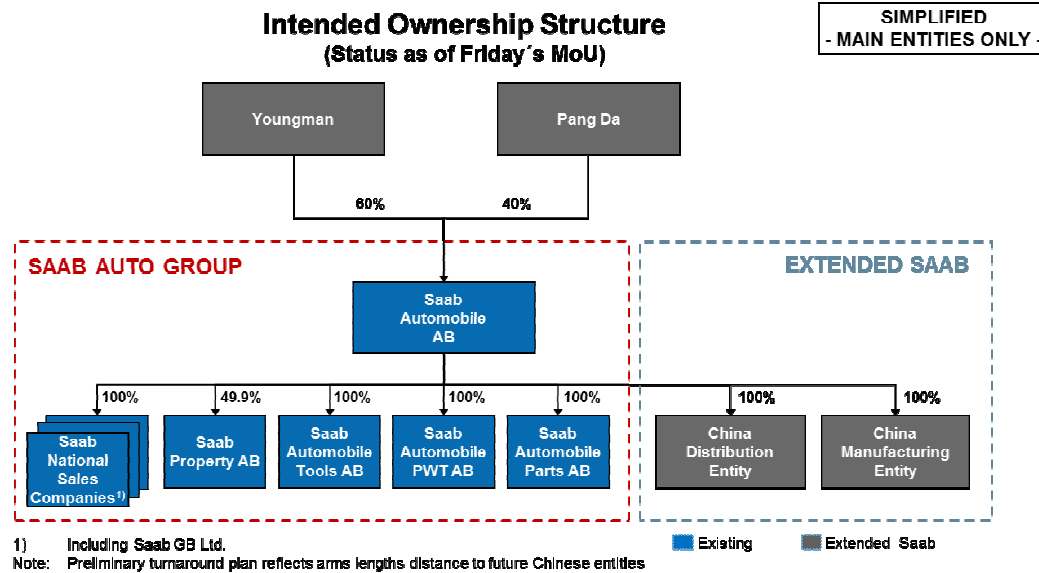 Intended Ownership Structure
(Status as of Friday´s MoU)
SIMPLIFIED
- MAIN ENTITIES ONLY -
Youngman
Pang Da
60%
40%
SAAB AUTO GROUP
EXTENDED SAAB
Saab
Automobile
AB
100%
49.9%
100%
100%
100%
100%
100%
Saab
National
Sales
Companies¹⁾
Saab
Property AB
Saab
Automobile
Tools AB
Saab
Automobile
PWT AB
Saab
Automobile
Parts AB
China
Distribution
Entity
China
Manufacturing
Entity
1) Including Saab GB Ltd.
Note: Preliminary turnaround plan reflects arms lengths distance to future Chinese entities
Existing
Extended Saab